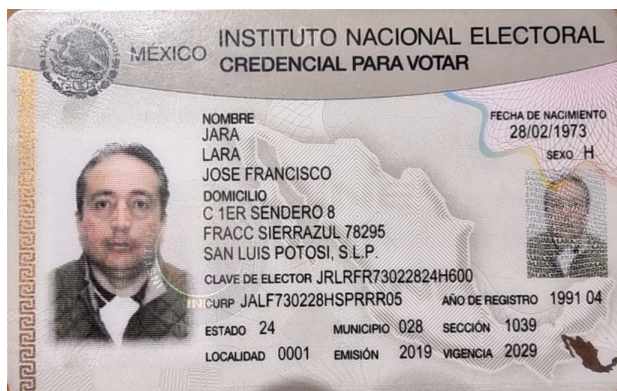 MÉXICO INSTITUTO NACIONAL ELECTORAL
CREDENCIAL PARA VOTAR
NOMBRE
JARA
LARA
JOSE FRANCISCO
FECHA DE NACIMIENTO
28/02/1973
SEXO H
DOMICILIO
C 1ER SENDERO 8
FRACC SIERRAZUL 78295
SAN LUIS POTOSI, S.L.P.
CLAVE DE ELECTOR JRLRFR73022824H600
CURP JALF730228HSPRRR05 AÑO DE REGISTRO 1991 04
ESTADO 24 MUNICIPIO 028 SECCIÓN 1039
LOCALIDAD 0001 EMISIÓN 2019 VIGENCIA 2029